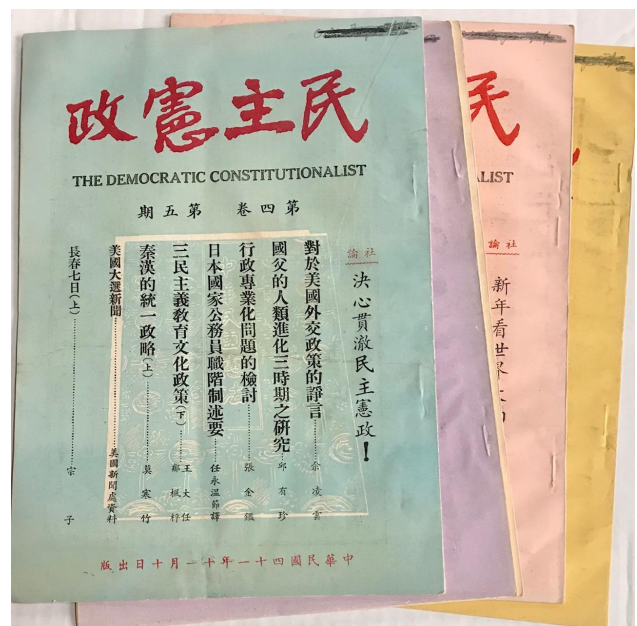 民主憲政
THE DEMOCRATIC CONSTITUTIONALIST
第四卷 第五期
社論
決心貫澈民主憲政！
對於美國外交政策的諍言……余凌雲
國父的人類進化三時期之研究…邱有珍
行政專業化問題的檢討……張金鑑
日本國家公務員職階制述要……任永溫節譯
三民主義教育文化政策(下)……王大任 鄭楓梓
秦漢的統一政略(上)……莫寒竹
美國大選新聞……美國新聞處資料
長春七日(上)……宗子
中華民國四十一年十一月十日出版
民
ALIST
社論
新年看世界